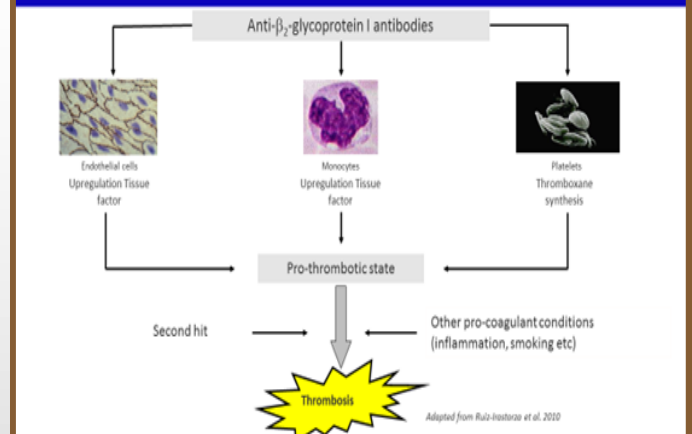 Anti-β₂-glycoprotein I antibodies
Endothelial cells
Upregulation Tissue
factor
Monocytes
Upregulation Tissue
factor
Platelets
Thromboxane
synthesis
Pro-thrombotic state
Second hit
Other pro-coagulant conditions
(inflammation, smoking etc)
Thrombosis
Adapted from Ruiz-Irastorza et al. 2010